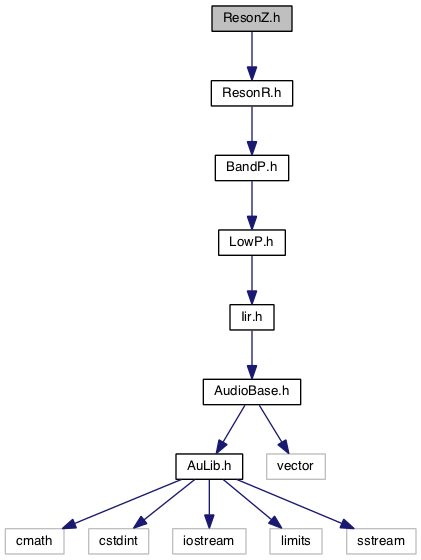 ResonZ.h
ResonR.h
BandP.h
LowP.h
Iir.h
AudioBase.h
AuLib.h
vector
cmath
cstdint
iostream
limits
sstream